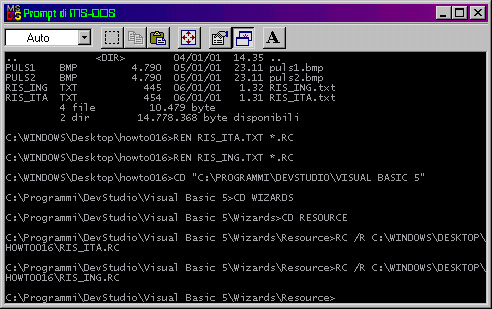 Prompt di MS-DOS
Auto
A
.. <DIR> 04/01/01 14.35 ..
PULS1 BMP 4.790 05/01/01 23.11 puls1.bmp
PULS2 BMP 4.790 05/01/01 23.11 puls2.bmp
RIS_ING TXT 445 06/01/01 1.32 RIS_ING.txt
RIS_ITA TXT 454 06/01/01 1.31 RIS_ITA.txt
4 file 10.479 byte
2 dir 14.778.368 byte disponibili
C:\WINDOWS\Desktop\howto016>REN RIS_ITA.TXT *.RC
C:\WINDOWS\Desktop\howto016>REN RIS_ING.TXT *.RC
C:\WINDOWS\Desktop\howto016>CD "C:\PROGRAMMI\DEVSTUDIO\VISUAL BASIC 5"
C:\Programmi\DevStudio\Visual Basic 5>CD WIZARDS
C:\Programmi\DevStudio\Visual Basic 5\Wizards>CD RESOURCE
C:\Programmi\DevStudio\Visual Basic 5\Wizards\Resource>RC /R C:\WINDOWS\DESKTOP\
HOWTO016\RIS_ITA.RC
C:\Programmi\DevStudio\Visual Basic 5\Wizards\Resource>RC /R C:\WINDOWS\DESKTOP\
HOWTO016\RIS_ING.RC
C:\Programmi\DevStudio\Visual Basic 5\Wizards\Resource>